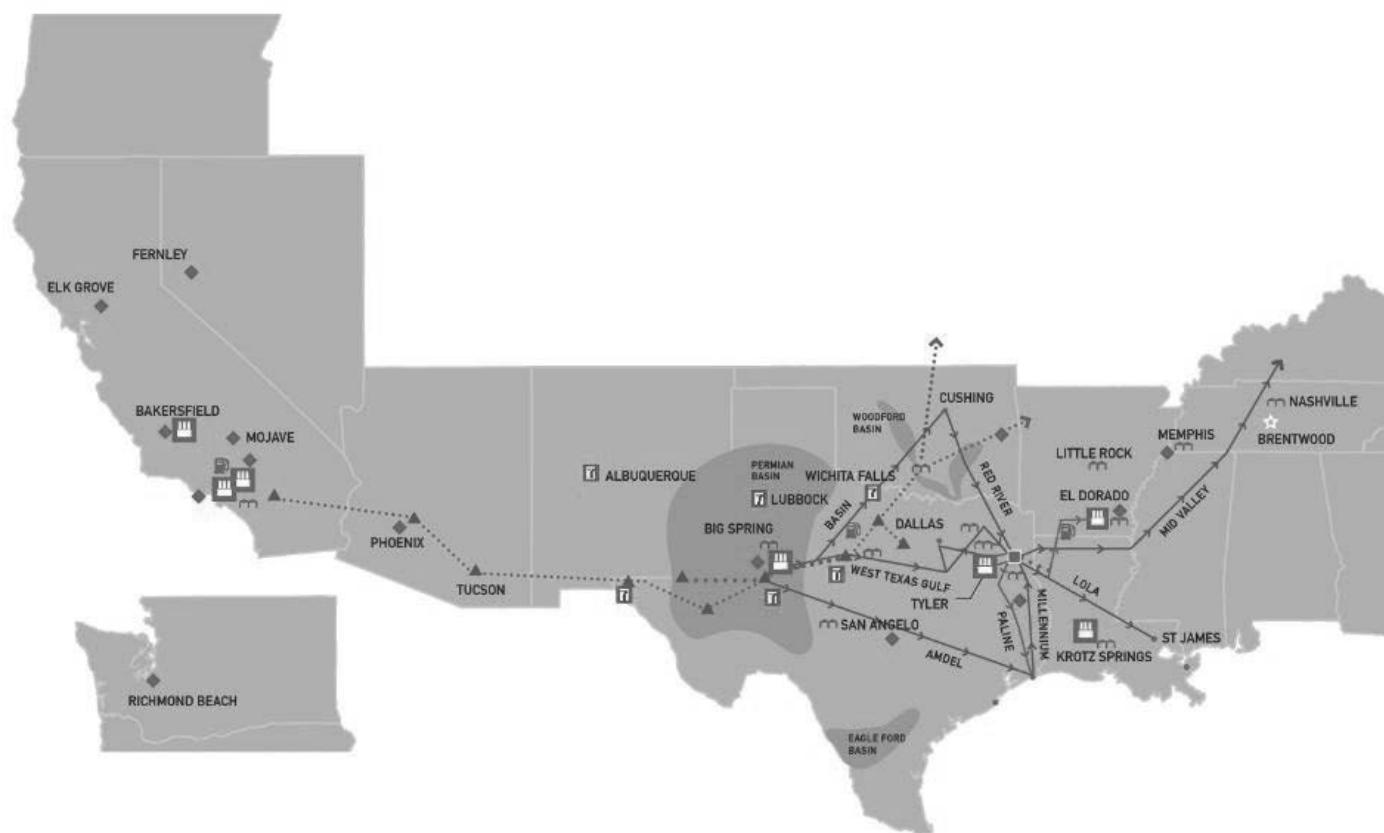 FERNLEY
ELK GROVE
BAKERSFIELD
MOJAVE
PHOENIX
TUCSON
RICHMOND BEACH
ALBUQUERQUE
PERMIAN
BASIN
LUBBOCK
BIG SPRING
WICHITA FALLS
WOODFORD
BASIN
CUSHING
BASIN
RED RIVER
DALLAS
WEST TEXAS GULF
TYLER
SAN ANGELO
AMDEL
PALINE
MILLENNIUM
EAGLE FORD
BASIN
LITTLE ROCK
EL DORADO
MEMPHIS
NASHVILLE
BRENTWOOD
MID VALLEY
LOLA
ST JAMES
KROTZ SPRINGS